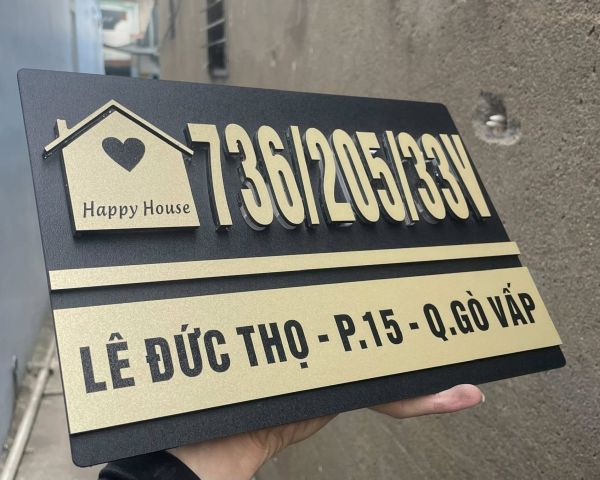 Happy House
736/205/33V
LÊ ĐỨC THỌ - P.15 - Q.GÒ VẤP